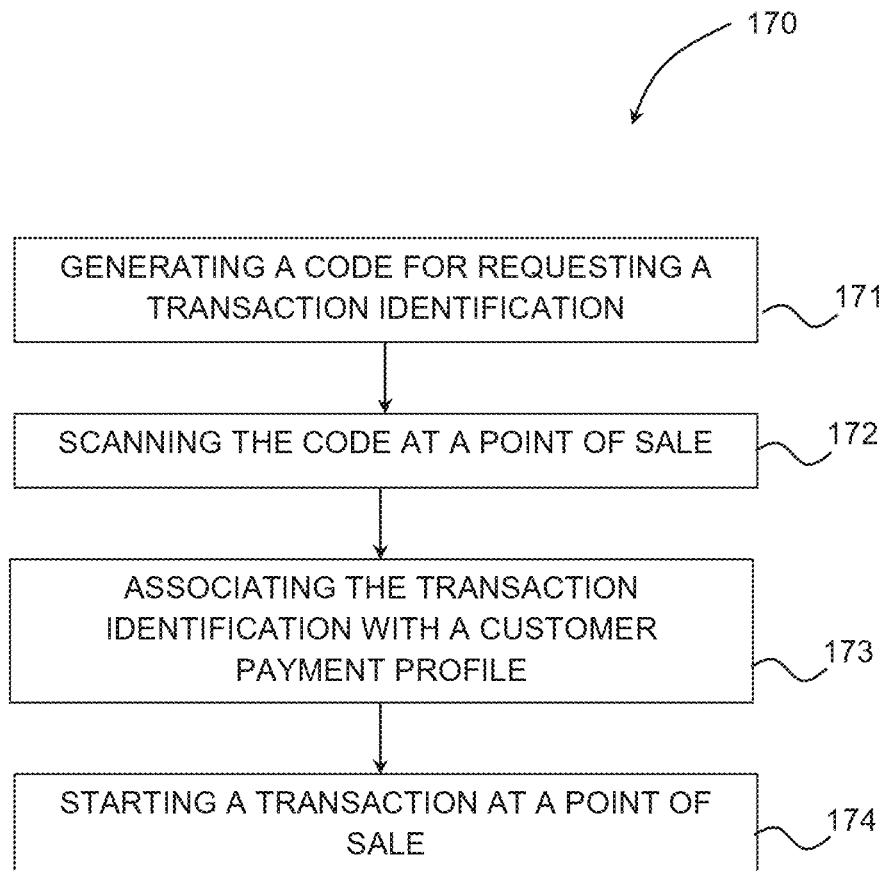 170
GENERATING A CODE FOR REQUESTING A
TRANSACTION IDENTIFICATION
171
SCANNING THE CODE AT A POINT OF SALE
172
ASSOCIATING THE TRANSACTION
IDENTIFICATION WITH A CUSTOMER
PAYMENT PROFILE
173
STARTING A TRANSACTION AT A POINT OF
SALE
174